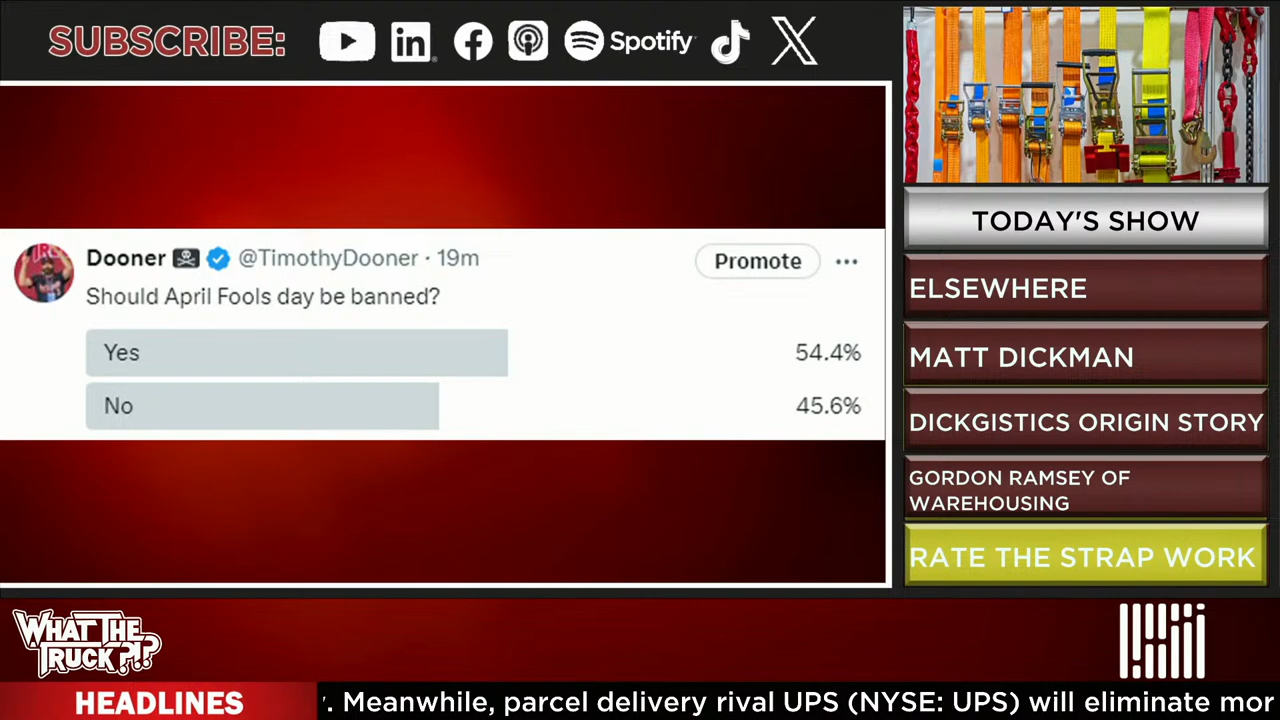 SUBSCRIBE:
in
Spotify
Dooner @TimothyDooner · 19m
Promote
Should April Fools day be banned?
Yes 54.4%
No 45.6%
TODAY'S SHOW
ELSEWHERE
MATT DICKMAN
DICKGISTICS ORIGIN STORY
GORDON RAMSEY OF
WAREHOUSING
RATE THE STRAP WORK
WHAT THE
TRUCK?!?
HEADLINES
. Meanwhile, parcel delivery rival UPS (NYSE: UPS) will eliminate mor